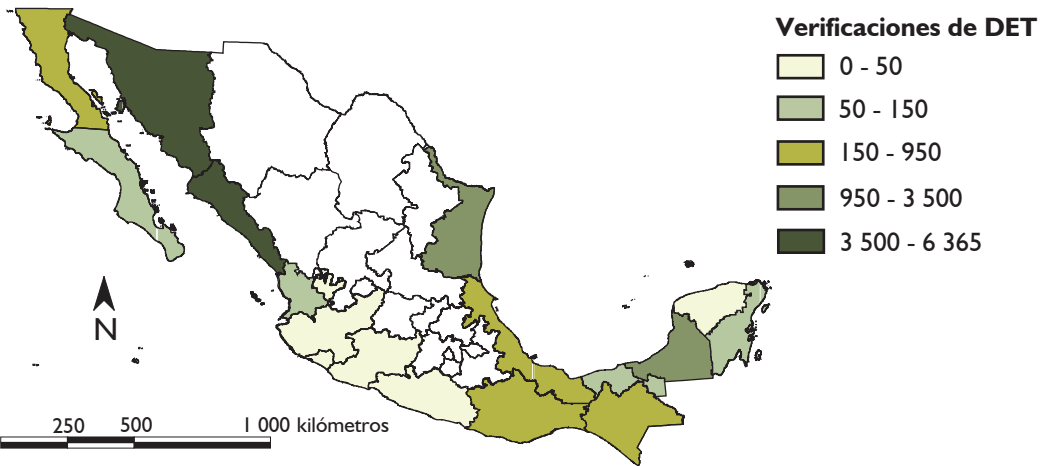 Verificaciones de DET
0 - 50
50 - 150
150 - 950
950 - 3 500
3 500 - 6 365
N
250 500 1 000 kilómetros